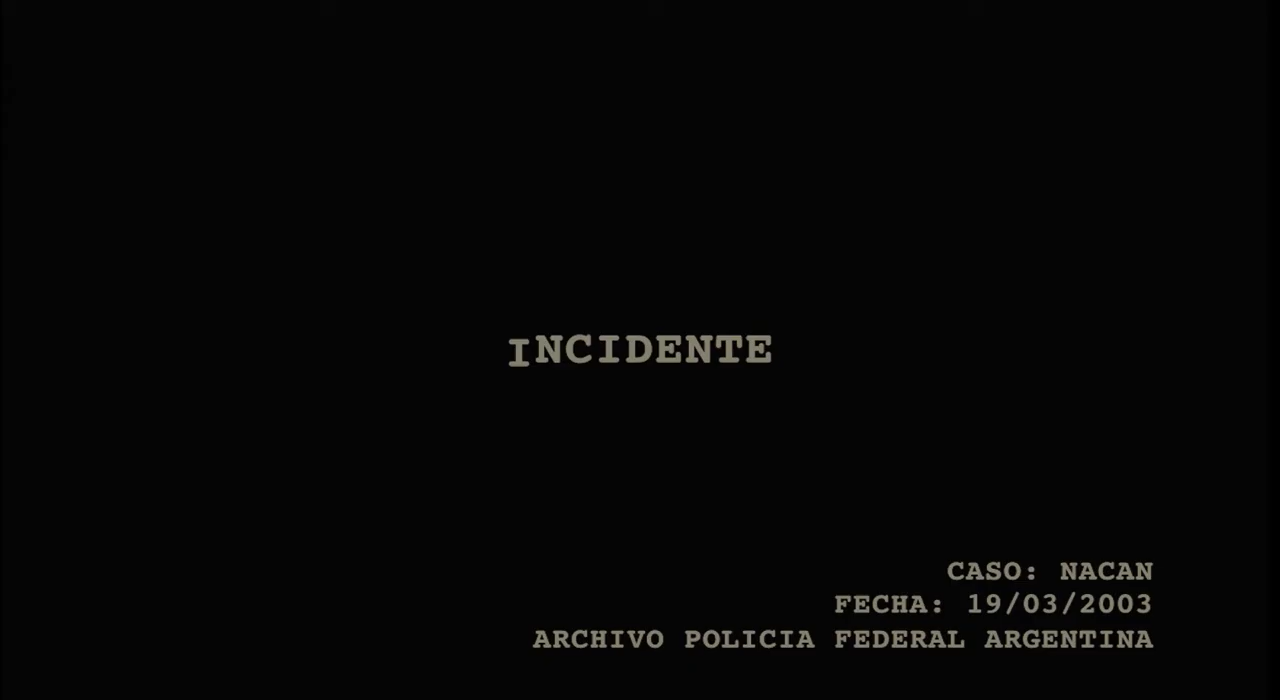 INCIDENTE
CASO: NACAN
FECHA: 19/03/2003
ARCHIVO POLICIA FEDERAL ARGENTINA